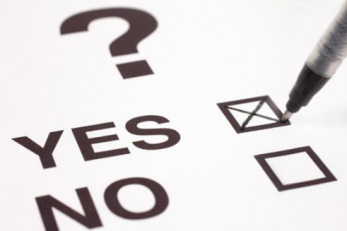 ?
YES
NO